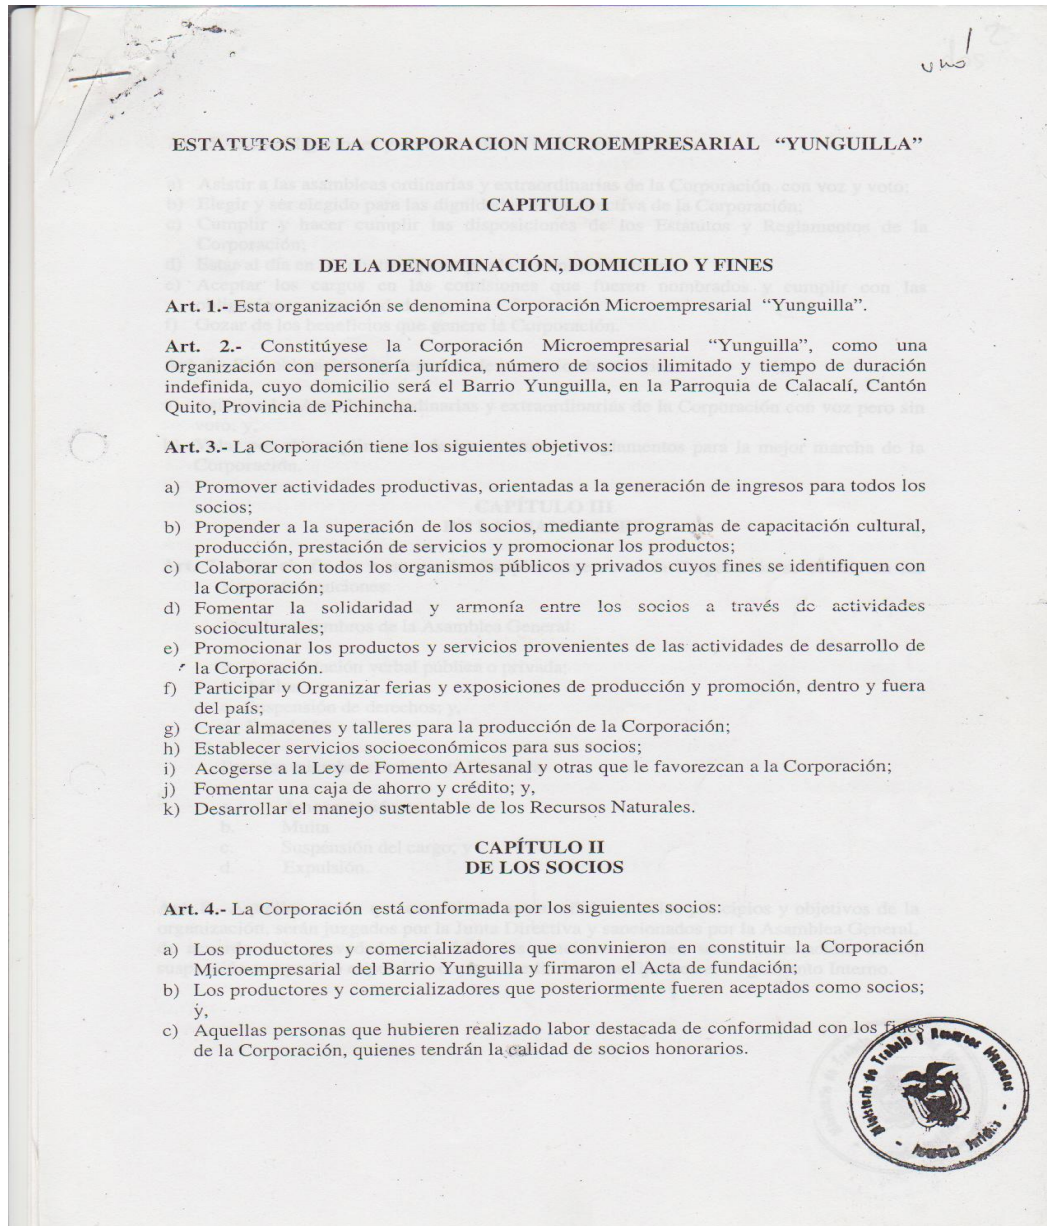 uno
ESTATUTOS DE LA CORPORACION MICROEMPRESARIAL "YUNGUILLA"
CAPITULO I
DE LA DENOMINACIÓN, DOMICILIO Y FINES
Art. 1.- Esta organización se denomina Corporación Microempresarial "Yunguilla".
Art. 2.- Constitúyese la Corporación Microempresarial "Yunguilla", como una
Organización con personería jurídica, número de socios ilimitado y tiempo de duración
indefinida, cuyo domicilio será el Barrio Yunguilla, en la Parroquia de Calacalí, Cantón
Quito, Provincia de Pichincha.
Art. 3.- La Corporación tiene los siguientes objetivos:
a) Promover actividades productivas, orientadas a la generación de ingresos para todos los
socios;
b) Propender a la superación de los socios, mediante programas de capacitación cultural,
producción, prestación de servicios y promocionar los productos;
c) Colaborar con todos los organismos públicos y privados cuyos fines se identifiquen con
la Corporación;
d) Fomentar la solidaridad y armonía entre los socios a través de actividades
socioculturales;
e) Promocionar los productos y servicios provenientes de las actividades de desarrollo de
la Corporación.
f) Participar y Organizar ferias y exposiciones de producción y promoción, dentro y fuera
del país;
g) Crear almacenes y talleres para la producción de la Corporación;
h) Establecer servicios socioeconómicos para sus socios;
i) Acogerse a la Ley de Fomento Artesanal y otras que le favorezcan a la Corporación;
j) Fomentar una caja de ahorro y crédito; y,
k) Desarrollar el manejo sustentable de los Recursos Naturales.
CAPÍTULO II
DE LOS SOCIOS
Art. 4.- La Corporación está conformada por los siguientes socios:
a) Los productores y comercializadores que convinieron en constituir la Corporación
Microempresarial del Barrio Yunguilla y firmaron el Acta de fundación;
b) Los productores y comercializadores que posteriormente fueren aceptados como socios;
y,
c) Aquellas personas que hubieren realizado labor destacada de conformidad con los fines
de la Corporación, quienes tendrán la calidad de socios honorarios.
Ministerio de Trabajo y Recursos Humanos
- Asesoría Jurídica -